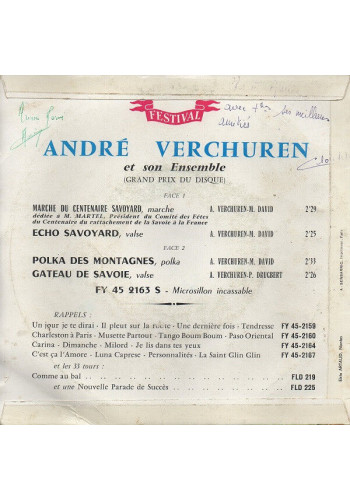 FESTIVAL
avec tous ses meilleurs
amitiés
ANDRÉ VERCHUREN
et son Ensemble
(GRAND PRIX DU DISQUE)
FACE 1
MARCHE DU CENTENAIRE SAVOYARD, marche A. VERCHUREN-M. DAVID 2'29
dédiée à M. MARTEL, Président du Comité des Fêtes
du Centenaire du rattachement de la Savoie à la France
ECHO SAVOYARD, valse A. VERCHUREN-M. DAVID 2'25
FACE 2
POLKA DES MONTAGNES, polka A. VERCHUREN-M. DAVID 2'33
GATEAU DE SAVOIE, valse A. VERCHUREN-P. DRUGBERT 2'26
FY 45 2163 S - Microsillon incassable
RAPPELS :
Un jour je te dirai - Il pleut sur la route - Une dernière fois - Tendresse FY 45-2159
Charleston à Paris - Musette Partout - Tango Boum Boum - Paso Oriental FY 45-2160
Carina - Dimanche - Milord - Je lis dans tes yeux FY 45-2164
C'est ça l'Amore - Luna Caprese - Personnalités - La Saint Glin Glin FY 45-2167
et les 33 tours :
Comme au bal FLD 219
et une Nouvelle Parade de Succès FLD 225